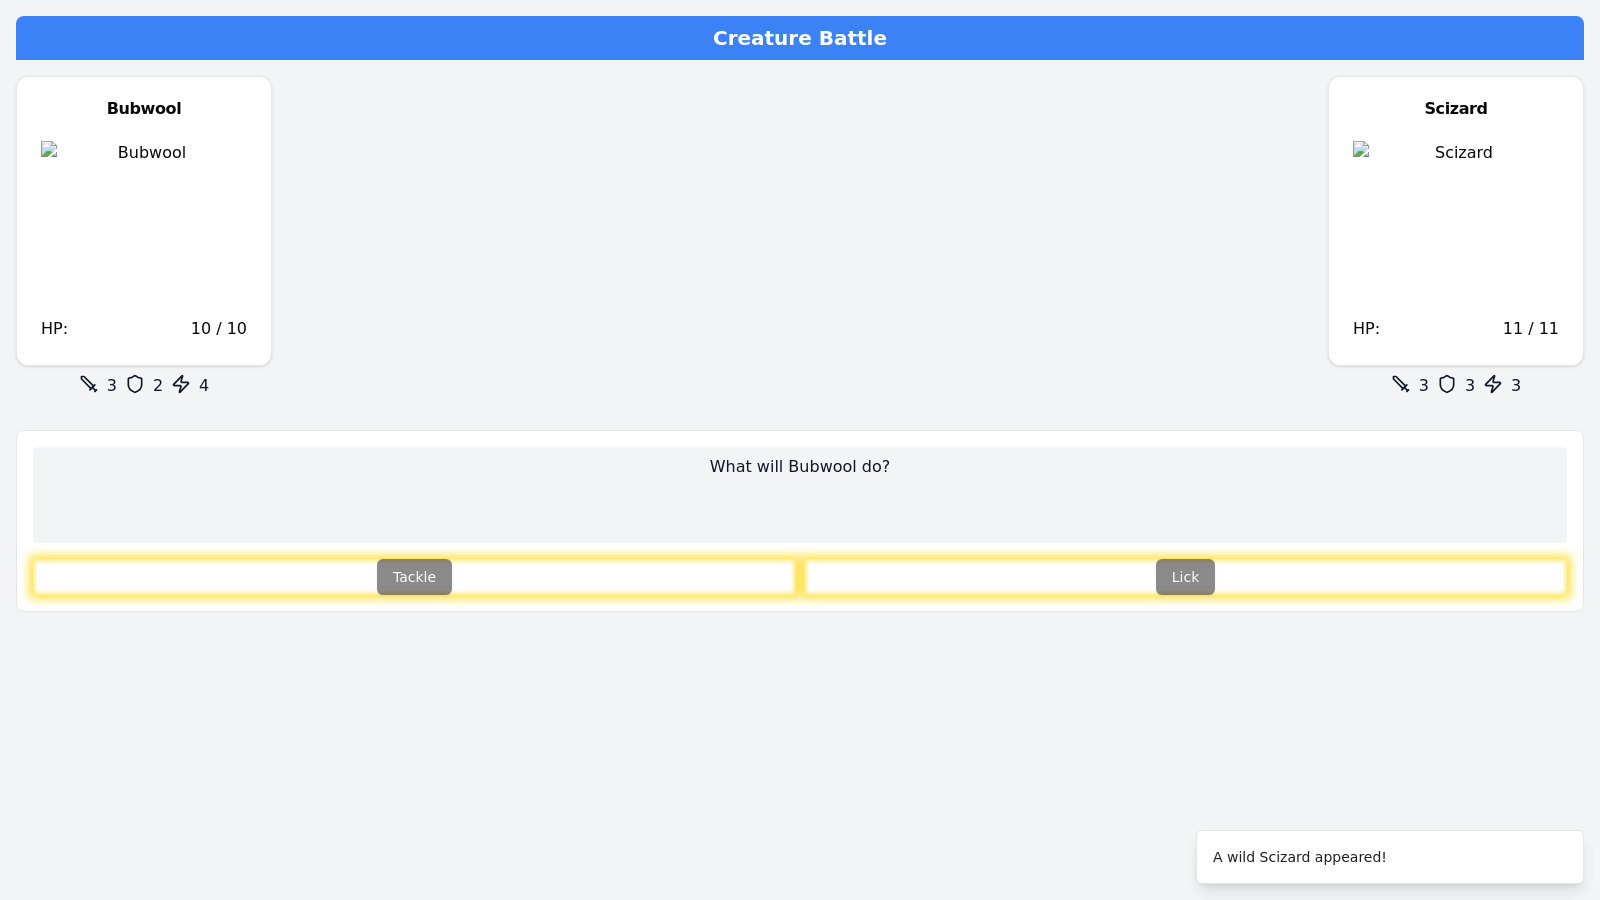 Creature Battle
Bubwool
Bubwool
HP: 10 / 10
3 2 4
Scizard
Scizard
HP: 11 / 11
3 3 3
What will Bubwool do?
Tackle Lick
A wild Scizard appeared!